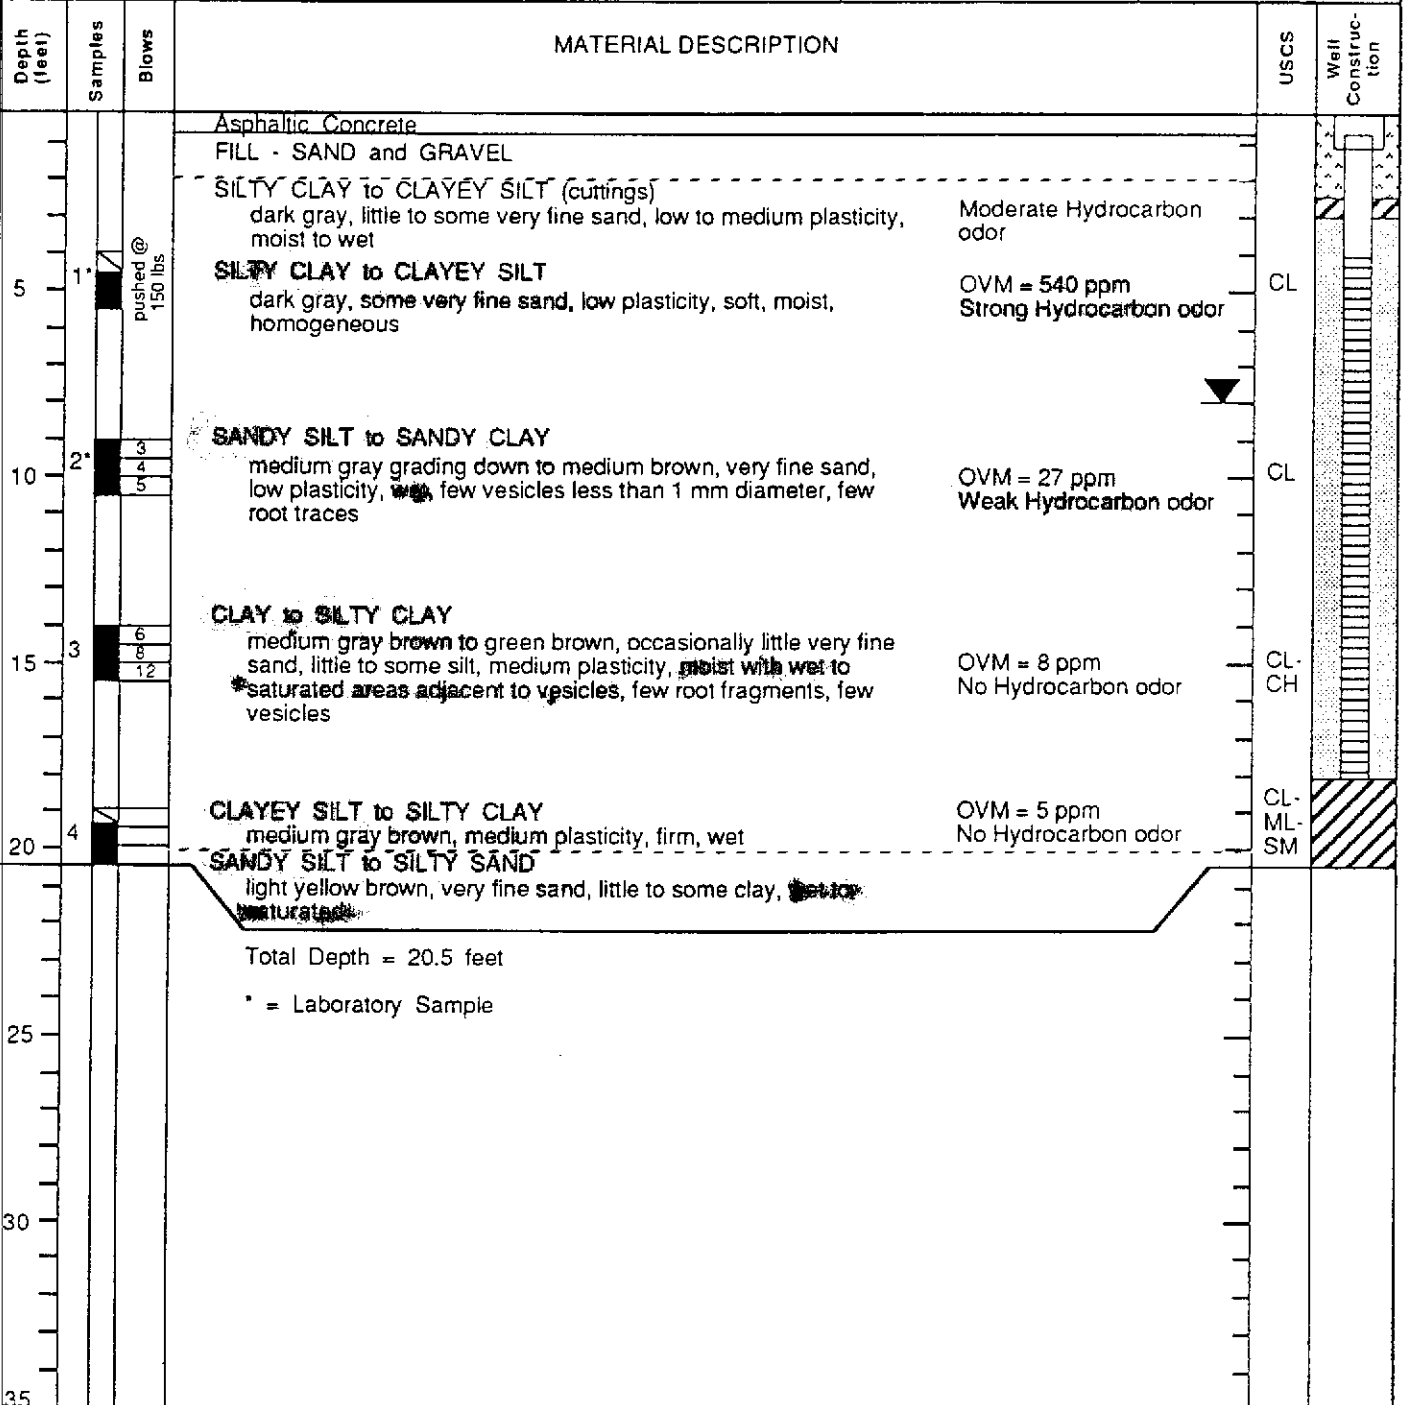 Depth (feet)
Samples
Blows
MATERIAL DESCRIPTION
USCS
Well Construc-tion
Asphaltic Concrete
FILL - SAND and GRAVEL
SILTY CLAY to CLAYEY SILT (cuttings)
dark gray, little to some very fine sand, low to medium plasticity,
moist to wet
Moderate Hydrocarbon
odor
5
1*
pushed @
150 lbs
SILTY CLAY to CLAYEY SILT
dark gray, some very fine sand, low plasticity, soft, moist,
homogeneous
OVM = 540 ppm
Strong Hydrocarbon odor
CL
10
2*
3
4
5
SANDY SILT to SANDY CLAY
medium gray grading down to medium brown, very fine sand,
low plasticity, wet, few vesicles less than 1 mm diameter, few
root traces
OVM = 27 ppm
Weak Hydrocarbon odor
CL
15
3
6
8
12
CLAY to SILTY CLAY
medium gray brown to green brown, occasionally little very fine
sand, little to some silt, medium plasticity, moist with wet to
saturated areas adjacent to vesicles, few root fragments, few
vesicles
OVM = 8 ppm
No Hydrocarbon odor
CL-
CH
20
4
CLAYEY SILT to SILTY CLAY
medium gray brown, medium plasticity, firm, wet
OVM = 5 ppm
No Hydrocarbon odor
CL-
ML-
SM
SANDY SILT to SILTY SAND
light yellow brown, very fine sand, little to some clay, wet to
saturated
Total Depth = 20.5 feet
* = Laboratory Sample
25
30
35